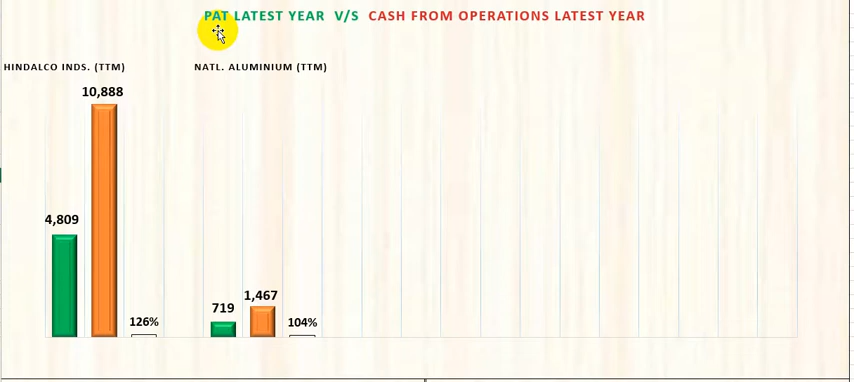 PAT LATEST YEAR V/S CASH FROM OPERATIONS LATEST YEAR
HINDALCO INDS. (TTM) NATL. ALUMINIUM (TTM)
10,888
4,809
719 1,467
126% 104%